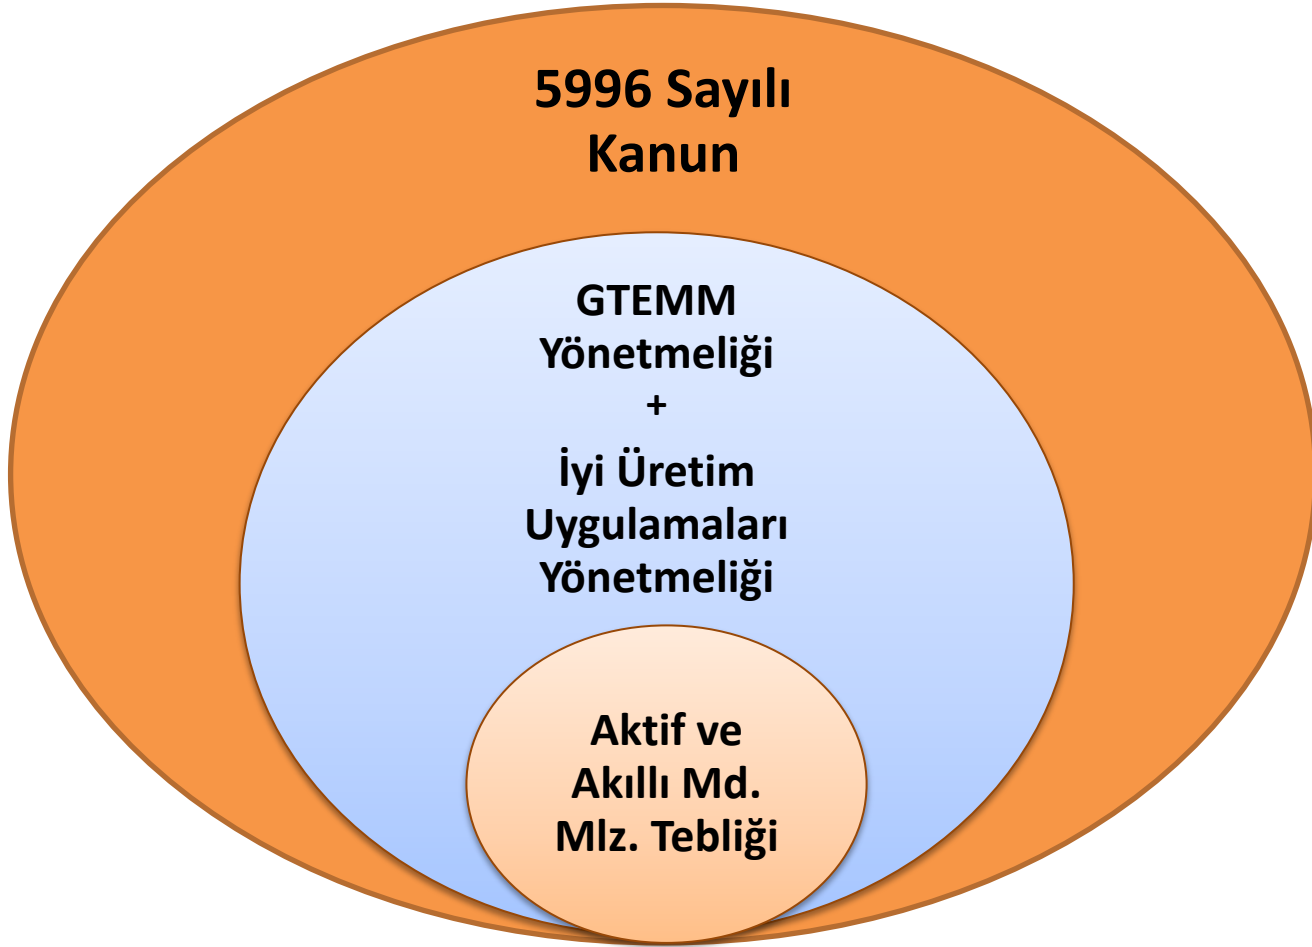 5996 Sayılı
Kanun
GTEMM
Yönetmeliği
+
İyi Üretim
Uygulamaları
Yönetmeliği
Aktif ve
Akıllı Md.
Mlz. Tebliği